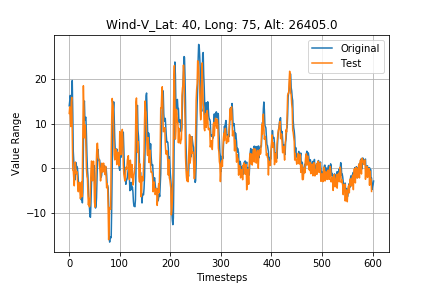 Wind-V_Lat: 40, Long: 75, Alt: 26405.0
Original
Test
Value Range
20
10
0
−10
0 100 200 300 400 500 600
Timesteps